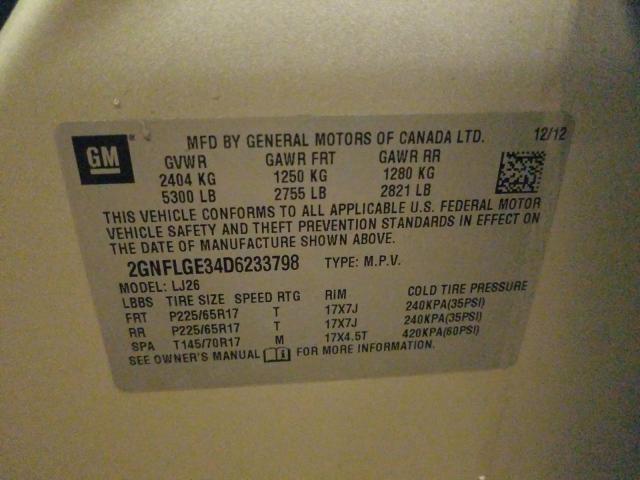 GM
MFD BY GENERAL MOTORS OF CANADA LTD. 12/12
GVWR GAWR FRT GAWR RR
2404 KG 1250 KG 1280 KG
5300 LB 2755 LB 2821 LB
THIS VEHICLE CONFORMS TO ALL APPLICABLE U.S. FEDERAL MOTOR
VEHICLE SAFETY AND THEFT PREVENTION STANDARDS IN EFFECT ON
THE DATE OF MANUFACTURE SHOWN ABOVE.
2GNFLGE34D6233798 TYPE: M.P.V.
MODEL: LJ26
LBBS TIRE SIZE SPEED RTG RIM COLD TIRE PRESSURE
FRT P225/65R17 T 17X7J 240KPA(35PSI)
RR P225/65R17 T 17X7J 240KPA(35PSI)
SPA T145/70R17 M 17X4.5T 420KPA(60PSI)
SEE OWNER'S MANUAL FOR MORE INFORMATION.